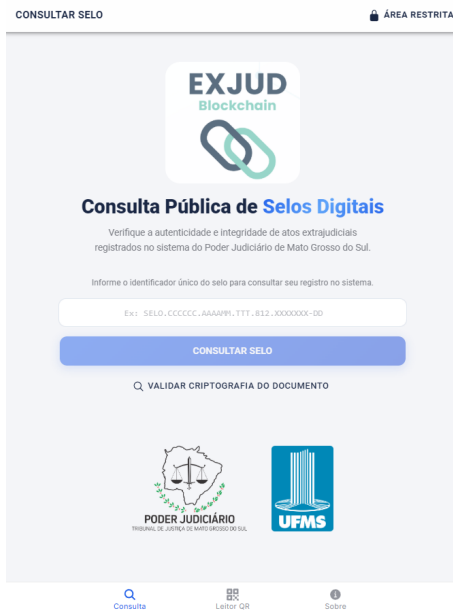 CONSULTAR SELO
ÁREA RESTRITA
EXJUD
Blockchain
Consulta Pública de Selos Digitais
Verifique a autenticidade e integridade de atos extrajudiciais
registrados no sistema do Poder Judiciário de Mato Grosso do Sul.
Informe o identificador único do selo para consultar seu registro no sistema.
Ex: SELO.CCCCCC.AAAAMM.TTT.812.XXXXXXX-DD
CONSULTAR SELO
VALIDAR CRIPTOGRAFIA DO DOCUMENTO
PODER JUDICIÁRIO
TRIBUNAL DE JUSTIÇA DE MATO GROSSO DO SUL
UFMS
Consulta
Leitor QR
Sobre